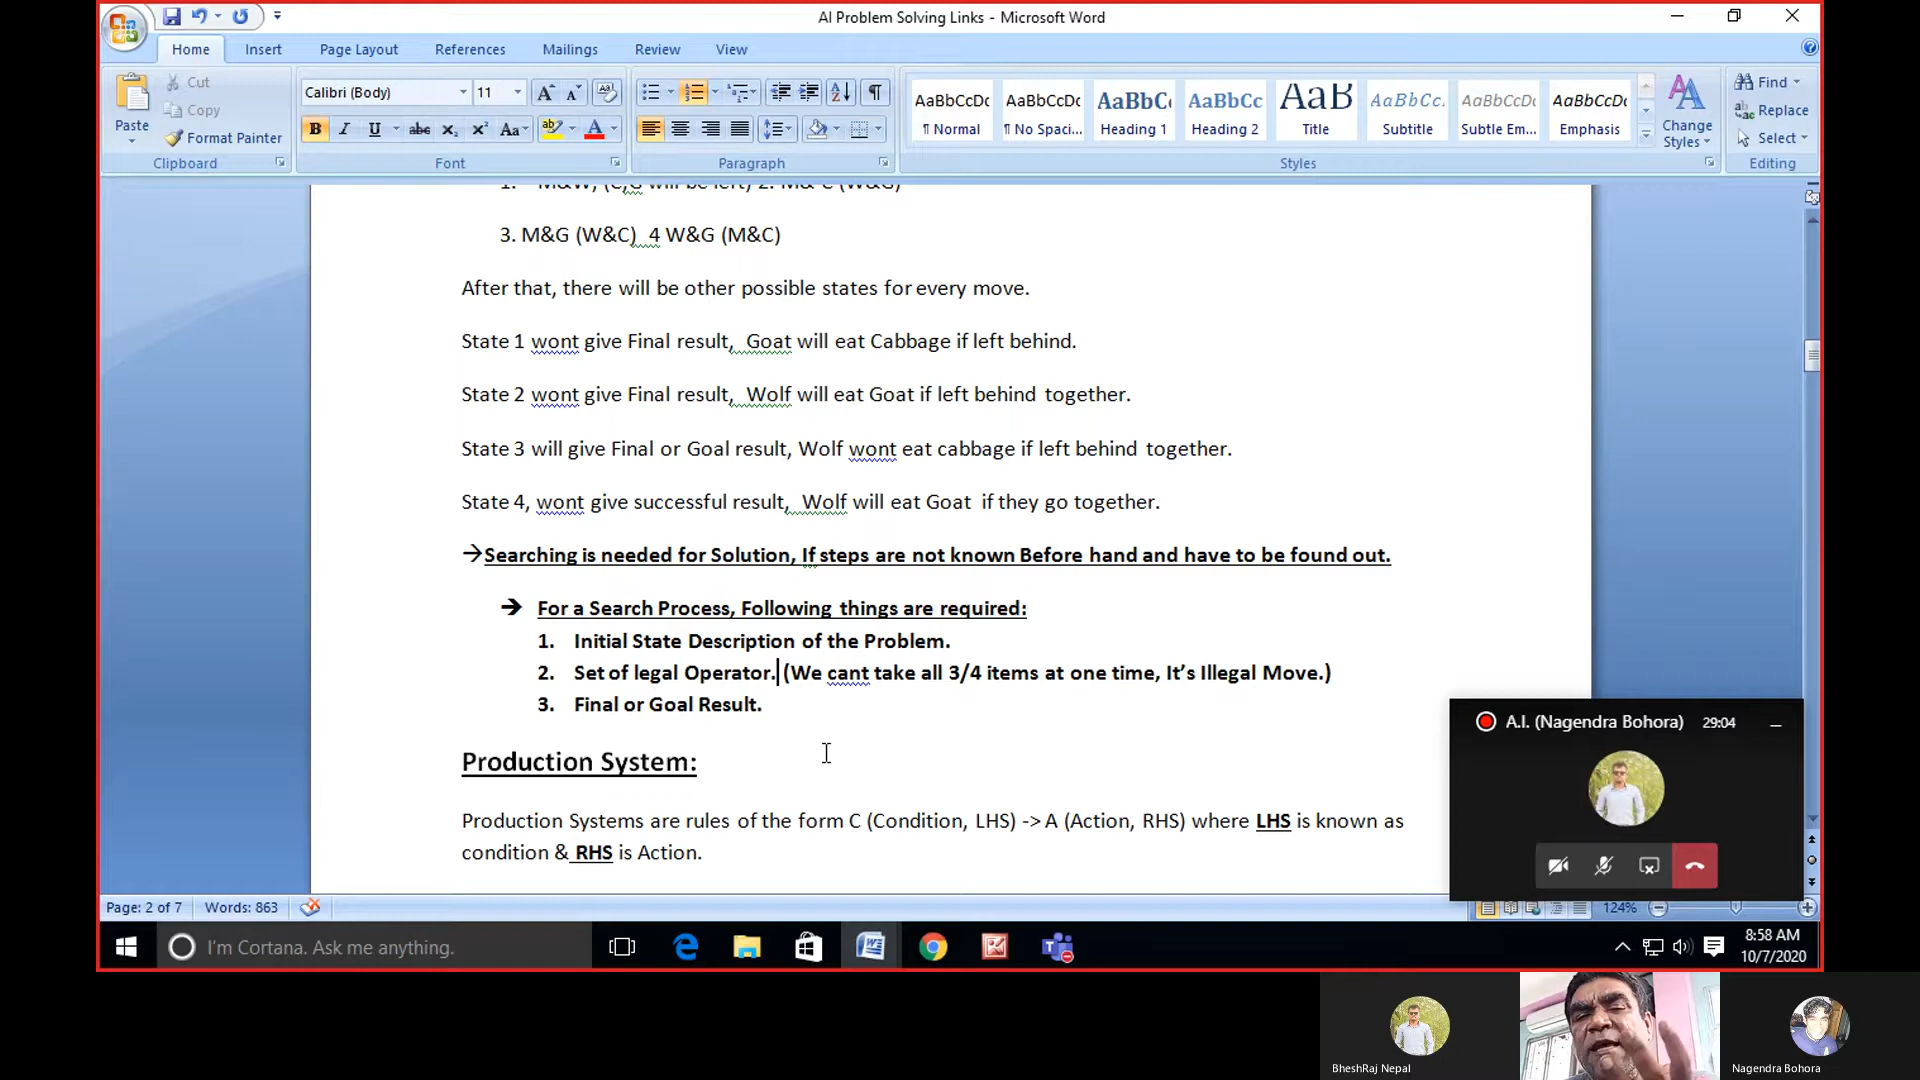 AI Problem Solving Links - Microsoft Word
Home Insert Page Layout References Mailings Review View
Paste
Cut
Copy
Format Painter
Clipboard
Calibri (Body) 11
Font
Paragraph
AaBbCcDc AaBbCcDc AaBbC AaBbCc AaB AaBbCc. AaBbCcDc AaBbCcDc
¶ Normal ¶ No Spaci... Heading 1 Heading 2 Title Subtitle Subtle Em... Emphasis
Change Styles
Styles
Find
Replace
Select
Editing
1. M&W, (C,G will be left) 2. M& C (W&G)
3. M&G (W&C) 4 W&G (M&C)
After that, there will be other possible states for every move.
State 1 wont give Final result, Goat will eat Cabbage if left behind.
State 2 wont give Final result, Wolf will eat Goat if left behind together.
State 3 will give Final or Goal result, Wolf wont eat cabbage if left behind together.
State 4, wont give successful result, Wolf will eat Goat if they go together.
→Searching is needed for Solution, If steps are not known Before hand and have to be found out.
➔ For a Search Process, Following things are required:
1. Initial State Description of the Problem.
2. Set of legal Operator. (We cant take all 3/4 items at one time, It’s Illegal Move.)
3. Final or Goal Result.
Production System:
Production Systems are rules of the form C (Condition, LHS) -> A (Action, RHS) where LHS is known as
condition & RHS is Action.
A.I. (Nagendra Bohora) 29:04
Page: 2 of 7 Words: 863
124%
I'm Cortana. Ask me anything.
8:58 AM
10/7/2020
BheshRaj Nepal
Nagendra Bohora